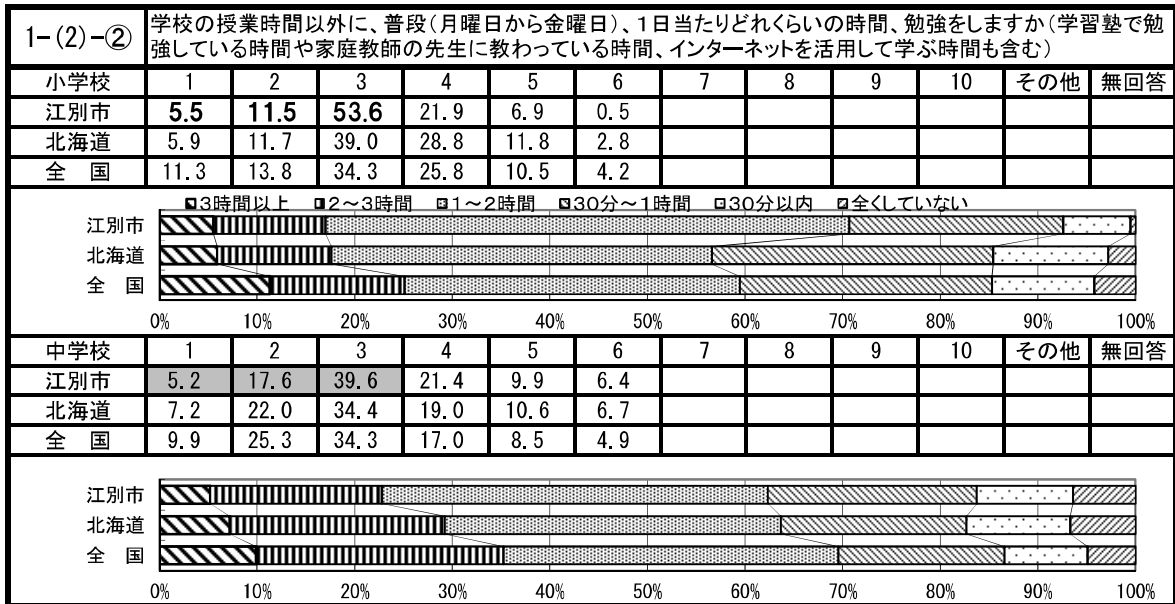 1-(2)-②
学校の授業時間以外に、普段(月曜日から金曜日)、1日当たりどれくらいの時間、勉強をしますか(学習塾で勉
強している時間や家庭教師の先生に教わっている時間、インターネットを活用して学ぶ時間も含む)
小学校 1 2 3 4 5 6 7 8 9 10 その他 無回答
江別市 5.5 11.5 53.6 21.9 6.9 0.5
北海道 5.9 11.7 39.0 28.8 11.8 2.8
全 国 11.3 13.8 34.3 25.8 10.5 4.2
3時間以上 2~3時間 1~2時間 30分~1時間 30分以内 全くしていない
江別市
北海道
全 国
0% 10% 20% 30% 40% 50% 60% 70% 80% 90% 100%
中学校 1 2 3 4 5 6 7 8 9 10 その他 無回答
江別市 5.2 17.6 39.6 21.4 9.9 6.4
北海道 7.2 22.0 34.4 19.0 10.6 6.7
全 国 9.9 25.3 34.3 17.0 8.5 4.9
江別市
北海道
全 国
0% 10% 20% 30% 40% 50% 60% 70% 80% 90% 100%